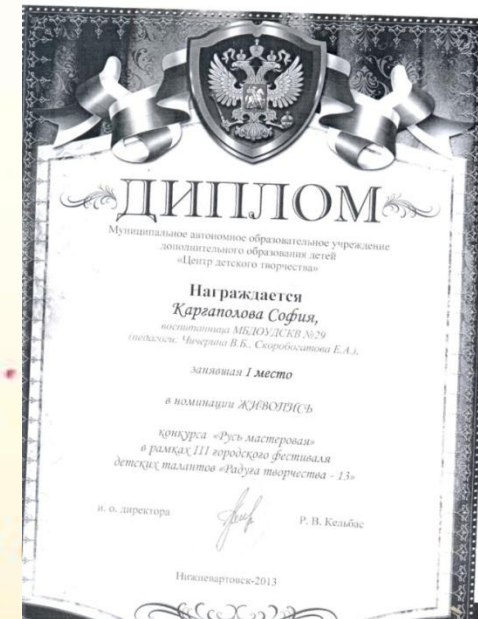 ДИПЛОМ
Муниципальное автономное образовательное учреждение
дополнительного образования детей
«Центр детского творчества»
Награждается
Каргаполова София,
воспитанница МБДОУДСКВ №29
(педагоги: Чичерина В.Б., Скоробогатова Е.А.),
занявшая I место
в номинации ЖИВОПИСЬ
конкурса «Русь мастеровая»
в рамках III городского фестиваля
детских талантов «Радуга творчества - 13»
и. о. директора Р. В. Кельбас
Нижневартовск-2013